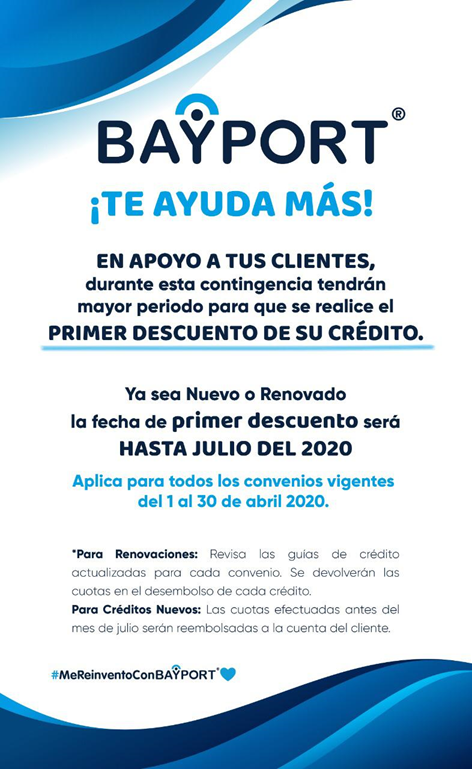 BAYPORT®
¡TE AYUDA MÁS!
EN APOYO A TUS CLIENTES,
durante esta contingencia tendrán
mayor periodo para que se realice el
PRIMER DESCUENTO DE SU CRÉDITO.
Ya sea Nuevo o Renovado
la fecha de primer descuento será
HASTA JULIO DEL 2020
Aplica para todos los convenios vigentes
del 1 al 30 de abril 2020.
*Para Renovaciones: Revisa las guías de crédito
actualizadas para cada convenio. Se devolverán las
cuotas en el desembolso de cada crédito.
Para Créditos Nuevos: Las cuotas efectuadas antes del
mes de julio serán reembolsadas a la cuenta del cliente.
#MeReinventoConBAYPORT®